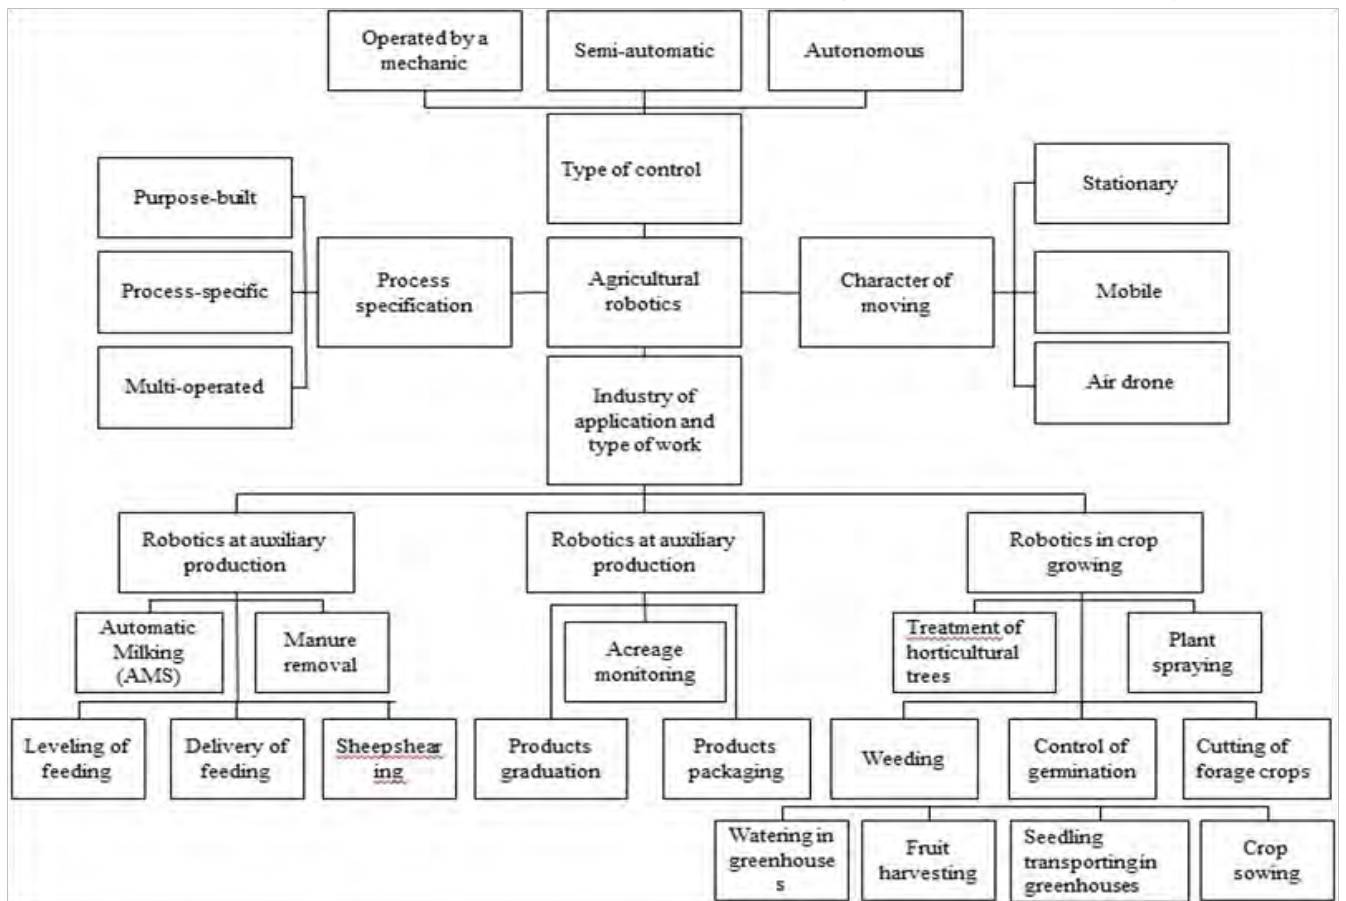 Operated by a
mechanic
Semi-automatic
Autonomous
Type of control
Purpose-built
Process-specific
Multi-operated
Process
specification
Agricultural
robotics
Character of
moving
Stationary
Mobile
Air drone
Industry of
application and
type of work
Robotics at auxiliary
production
Robotics at auxiliary
production
Robotics in crop
growing
Automatic
Milking
(AMS)
Manure
removal
Acreage
monitoring
Treatment of
horticultural
trees
Plant
spraying
Leveling of
feeding
Delivery of
feeding
Sheepshear
ing
Products
graduation
Products
packaging
Weeding
Control of
germination
Cutting of
forage crops
Watering in
greenhouse
s
Fruit
harvesting
Seedling
transporting in
greenhouses
Crop
sowing